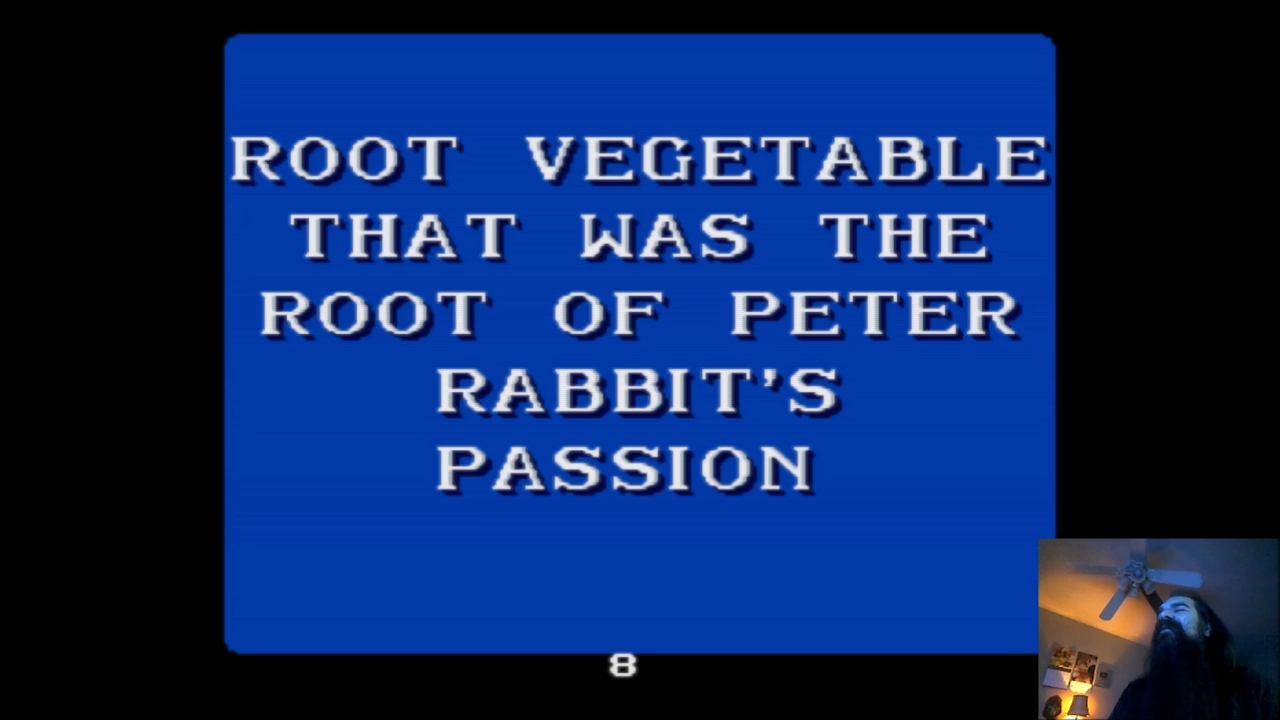 ROOT VEGETABLE
THAT WAS THE
ROOT OF PETER
RABBIT'S
PASSION
8